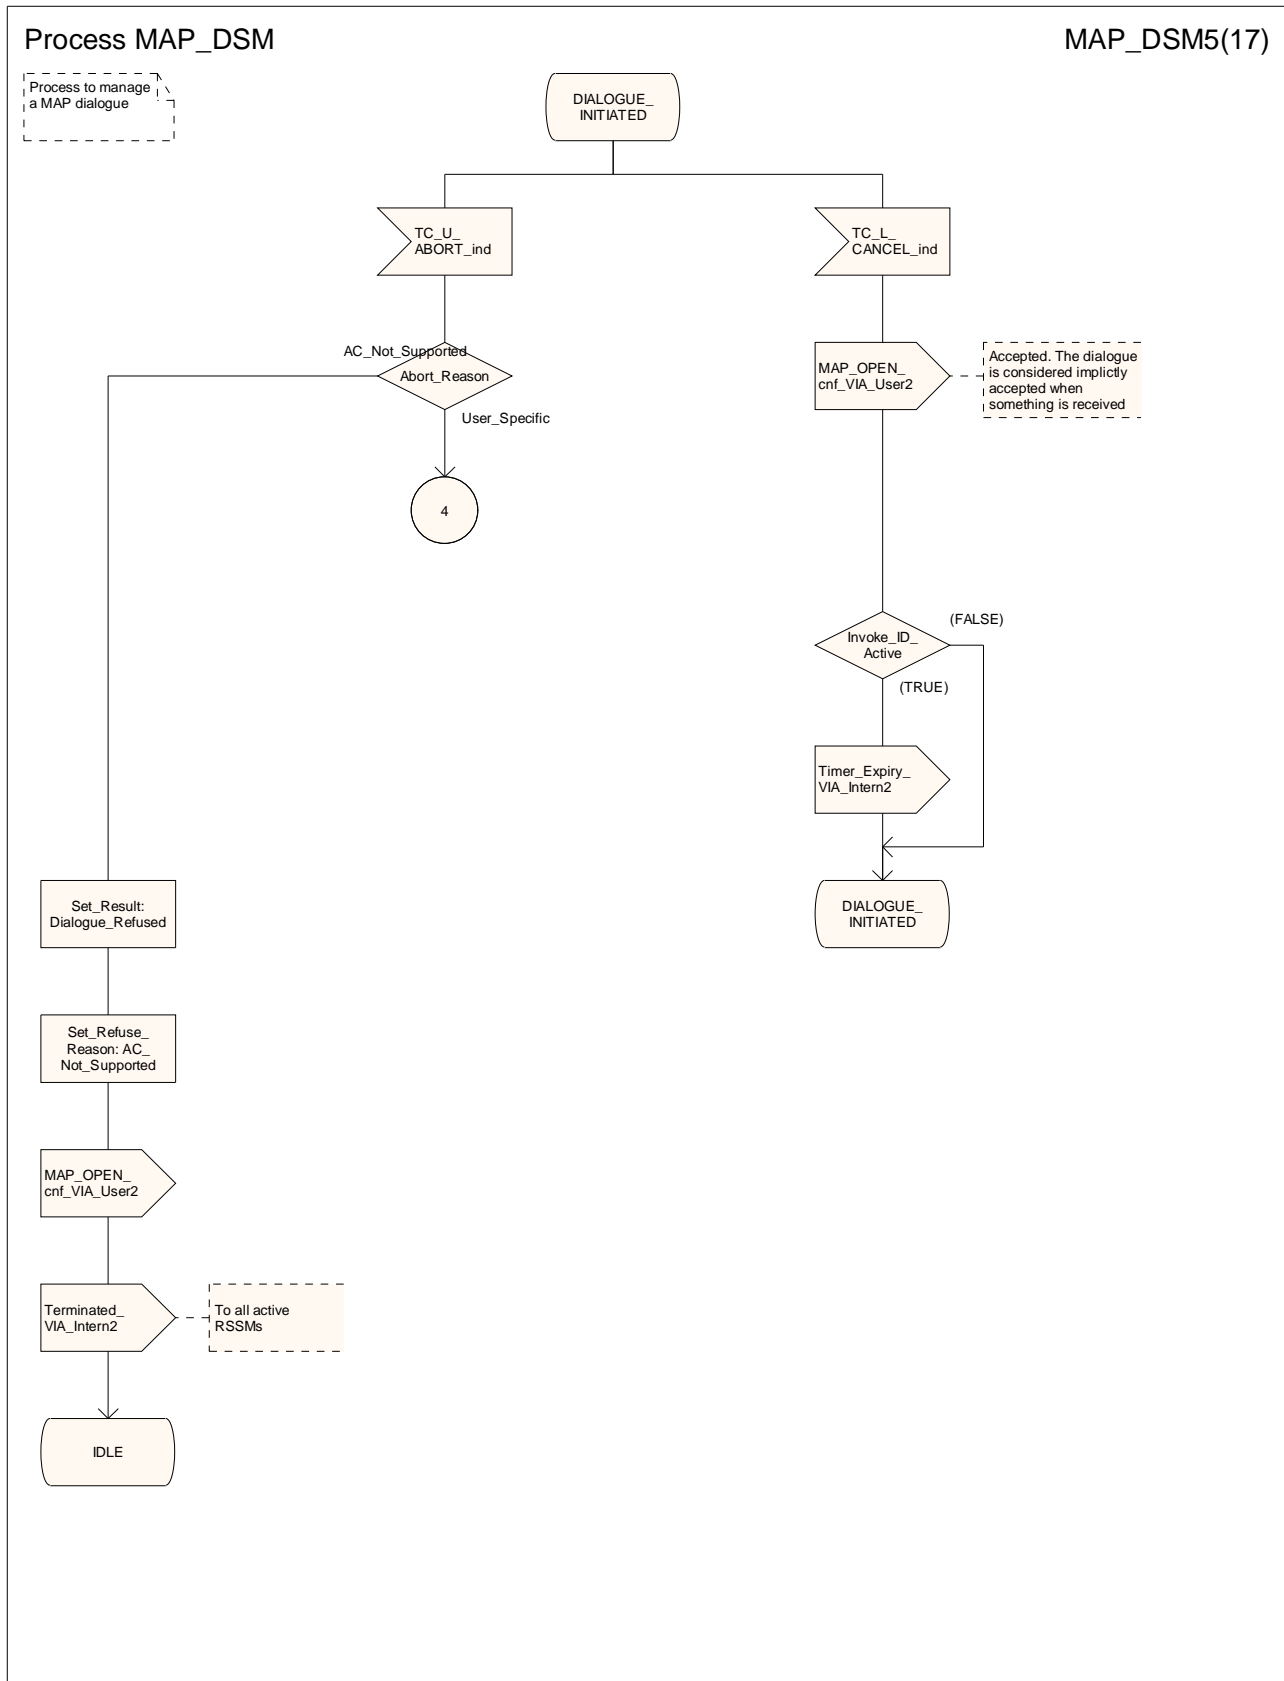 Process MAP_DSM
MAP_DSM5(17)
Process to manage
a MAP dialogue
DIALOGUE_
INITIATED
TC_U_
ABORT_ind
TC_L_
CANCEL_ind
AC_Not_Supported
Abort_Reason
User_Specific
4
MAP_OPEN_
cnf_VIA_User2
Accepted. The dialogue
is considered implictly
accepted when
something is received
Invoke_ID_
Active
(FALSE)
(TRUE)
Timer_Expiry_
VIA_Intern2
DIALOGUE_
INITIATED
Set_Result:
Dialogue_Refused
Set_Refuse_
Reason: AC_
Not_Supported
MAP_OPEN_
cnf_VIA_User2
Terminated_
VIA_Intern2
To all active
RSSMs
IDLE